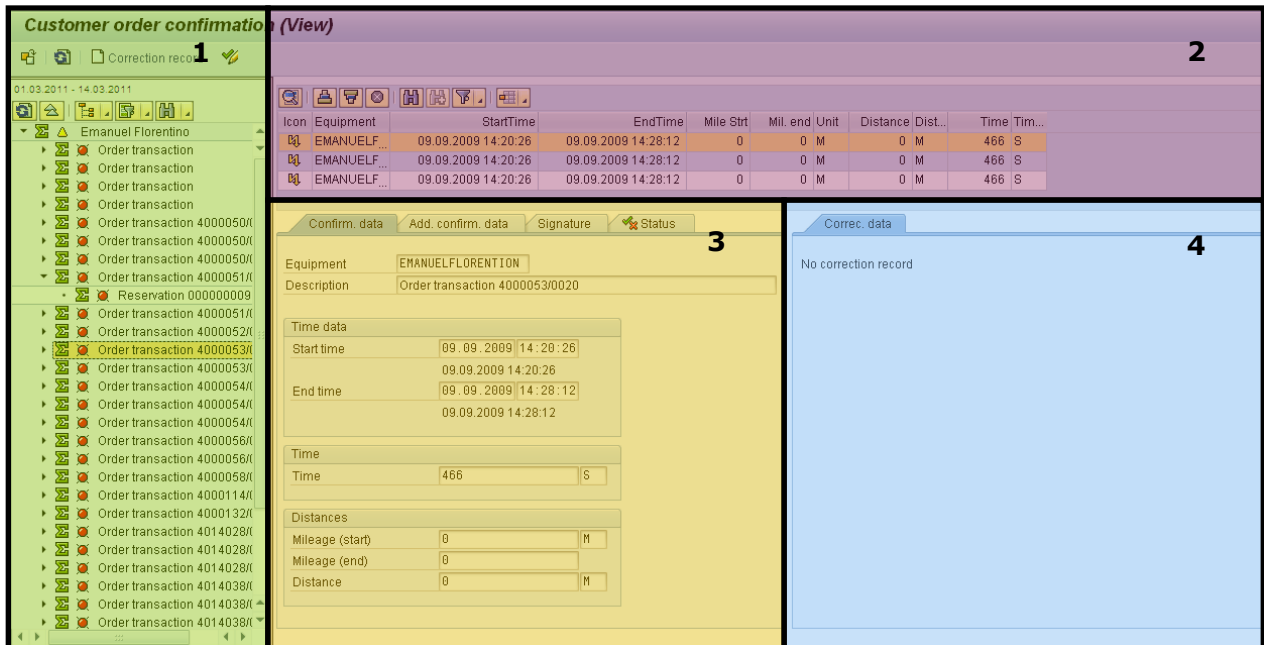 Customer order confirmation (View)
1
Correction recor
2
01.03.2011 - 14.03.2011
Emanuel Florentino
Order transaction
Order transaction
Order transaction
Order transaction
Order transaction 4000050/(
Order transaction 4000050/(
Order transaction 4000050/(
Order transaction 4000051/(
Reservation 000000009
Order transaction 4000051/(
Order transaction 4000052/(
Order transaction 4000053/(
Order transaction 4000053/(
Order transaction 4000054/(
Order transaction 4000054/(
Order transaction 4000054/(
Order transaction 4000056/(
Order transaction 4000056/(
Order transaction 4000058/(
Order transaction 4000114/(
Order transaction 4000132/(
Order transaction 4014028/(
Order transaction 4014028/(
Order transaction 4014028/(
Order transaction 4014038/(
Order transaction 4014038/(
Order transaction 4014038/(
Icon Equipment StartTime EndTime Mile Strt Mil. end Unit Distance Dist... Time Tim...
EMANUELF... 09.09.2009 14:20:26 09.09.2009 14:28:12 0 0 M 0 M 466 S
EMANUELF... 09.09.2009 14:20:26 09.09.2009 14:28:12 0 0 M 0 M 466 S
EMANUELF... 09.09.2009 14:20:26 09.09.2009 14:28:12 0 0 M 0 M 466 S
Confirm. data Add. confirm. data Signature Status
3
Equipment EMANUELFLORENTION
Description Order transaction 4000053/0020
Time data
Start time 09.09.2009 14:20:26
09.09.2009 14:20:26
End time 09.09.2009 14:28:12
09.09.2009 14:28:12
Time
Time 466 S
Distances
Mileage (start) 0 M
Mileage (end) 0
Distance 0 M
Correc. data
4
No correction record